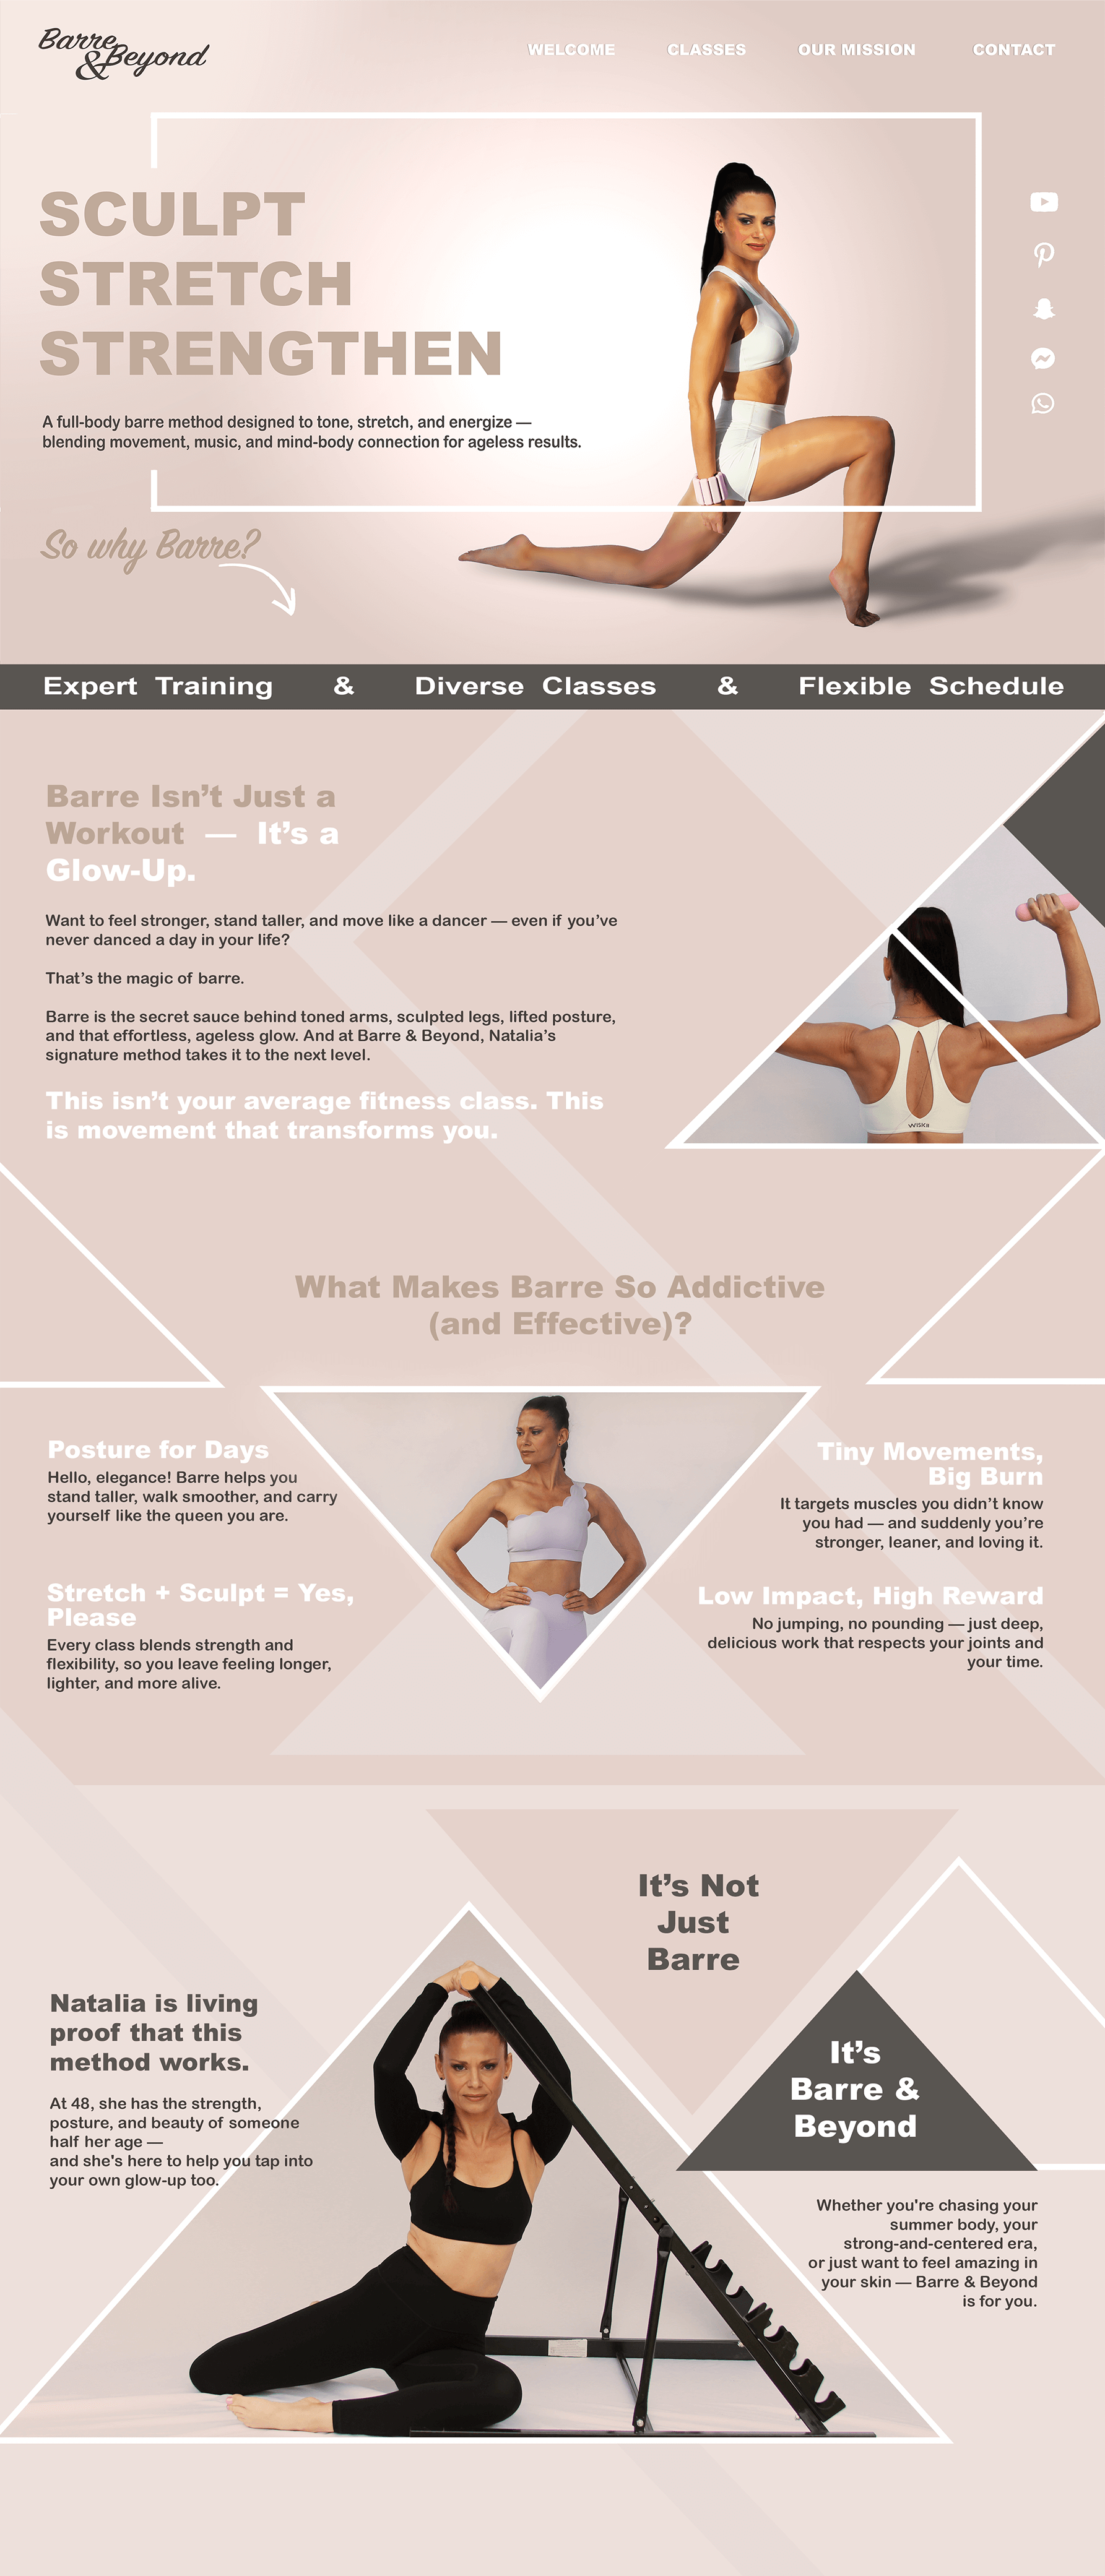 Barre
& Beyond
WELCOME CLASSES OUR MISSION CONTACT
SCULPT
STRETCH
STRENGTHEN
A full-body barre method designed to tone, stretch, and energize —
blending movement, music, and mind-body connection for ageless results.
So why Barre?
Expert Training & Diverse Classes & Flexible Schedule
Barre Isn’t Just a
Workout — It’s a
Glow-Up.
Want to feel stronger, stand taller, and move like a dancer — even if you’ve
never danced a day in your life?
That’s the magic of barre.
Barre is the secret sauce behind toned arms, sculpted legs, lifted posture,
and that effortless, ageless glow. And at Barre & Beyond, Natalia’s
signature method takes it to the next level.
This isn’t your average fitness class. This
is movement that transforms you.
WISKII
What Makes Barre So Addictive
(and Effective)?
Posture for Days
Hello, elegance! Barre helps you
stand taller, walk smoother, and carry
yourself like the queen you are.
Stretch + Sculpt = Yes,
Please
Every class blends strength and
flexibility, so you leave feeling longer,
lighter, and more alive.
Tiny Movements,
Big Burn
It targets muscles you didn’t know
you had — and suddenly you’re
stronger, leaner, and loving it.
Low Impact, High Reward
No jumping, no pounding — just deep,
delicious work that respects your joints and
your time.
It’s Not
Just
Barre
Natalia is living
proof that this
method works.
At 48, she has the strength,
posture, and beauty of someone
half her age —
and she's here to help you tap into
your own glow-up too.
It’s
Barre &
Beyond
Whether you're chasing your
summer body, your
strong-and-centered era,
or just want to feel amazing in
your skin — Barre & Beyond
is for you.